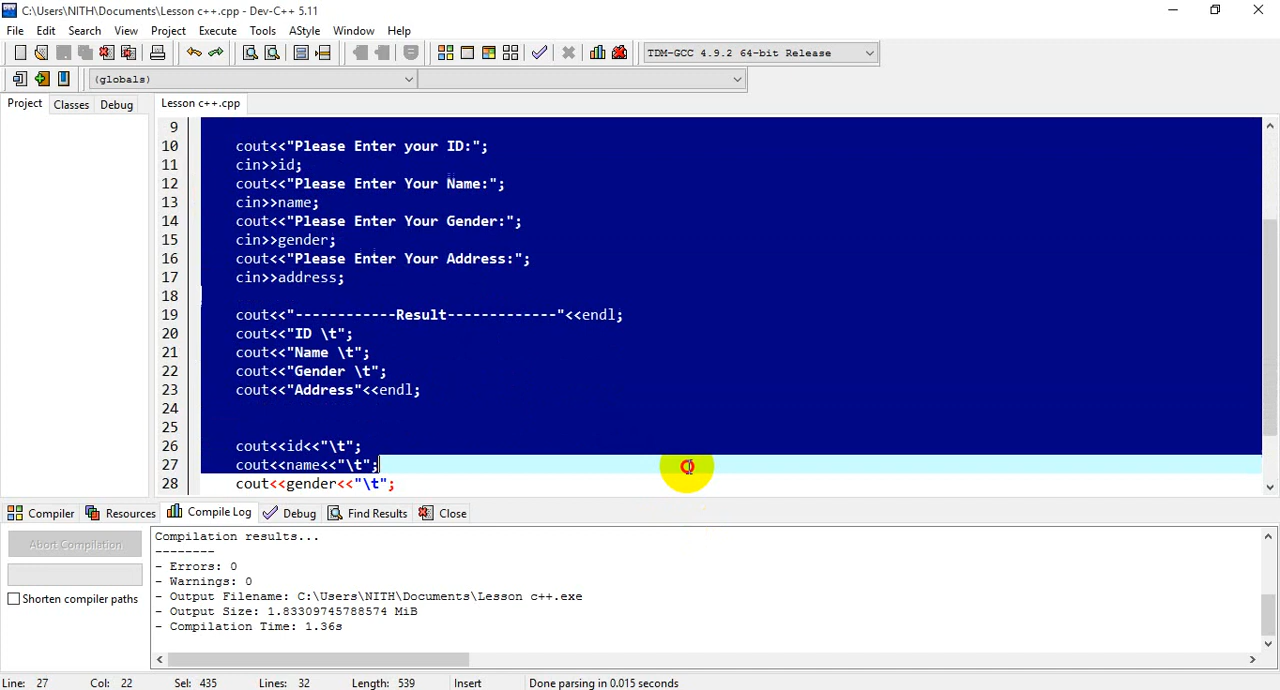 C:\Users\NITH\Documents\Lesson c++.cpp - Dev-C++ 5.11
File Edit Search View Project Execute Tools AStyle Window Help
TDM-GCC 4.9.2 64-bit Release
(globals)
Project Classes Debug Lesson c++.cpp
9
10 cout<<"Please Enter your ID:";
11 cin>>id;
12 cout<<"Please Enter Your Name:";
13 cin>>name;
14 cout<<"Please Enter Your Gender:";
15 cin>>gender;
16 cout<<"Please Enter Your Address:";
17 cin>>address;
18
19 cout<<"------------Result-------------"<<endl;
20 cout<<"ID \t";
21 cout<<"Name \t";
22 cout<<"Gender \t";
23 cout<<"Address"<<endl;
24
25
26 cout<<id<<"\t";
27 cout<<name<<"\t";
28 cout<<gender<<"\t";
Compiler Resources Compile Log Debug Find Results Close
Abort Compilation
Shorten compiler paths
Compilation results...
--------
- Errors: 0
- Warnings: 0
- Output Filename: C:\Users\NITH\Documents\Lesson c++.exe
- Output Size: 1.83309745788574 MiB
- Compilation Time: 1.36s
Line: 27 Col: 22 Sel: 435 Lines: 32 Length: 539 Insert Done parsing in 0.015 seconds